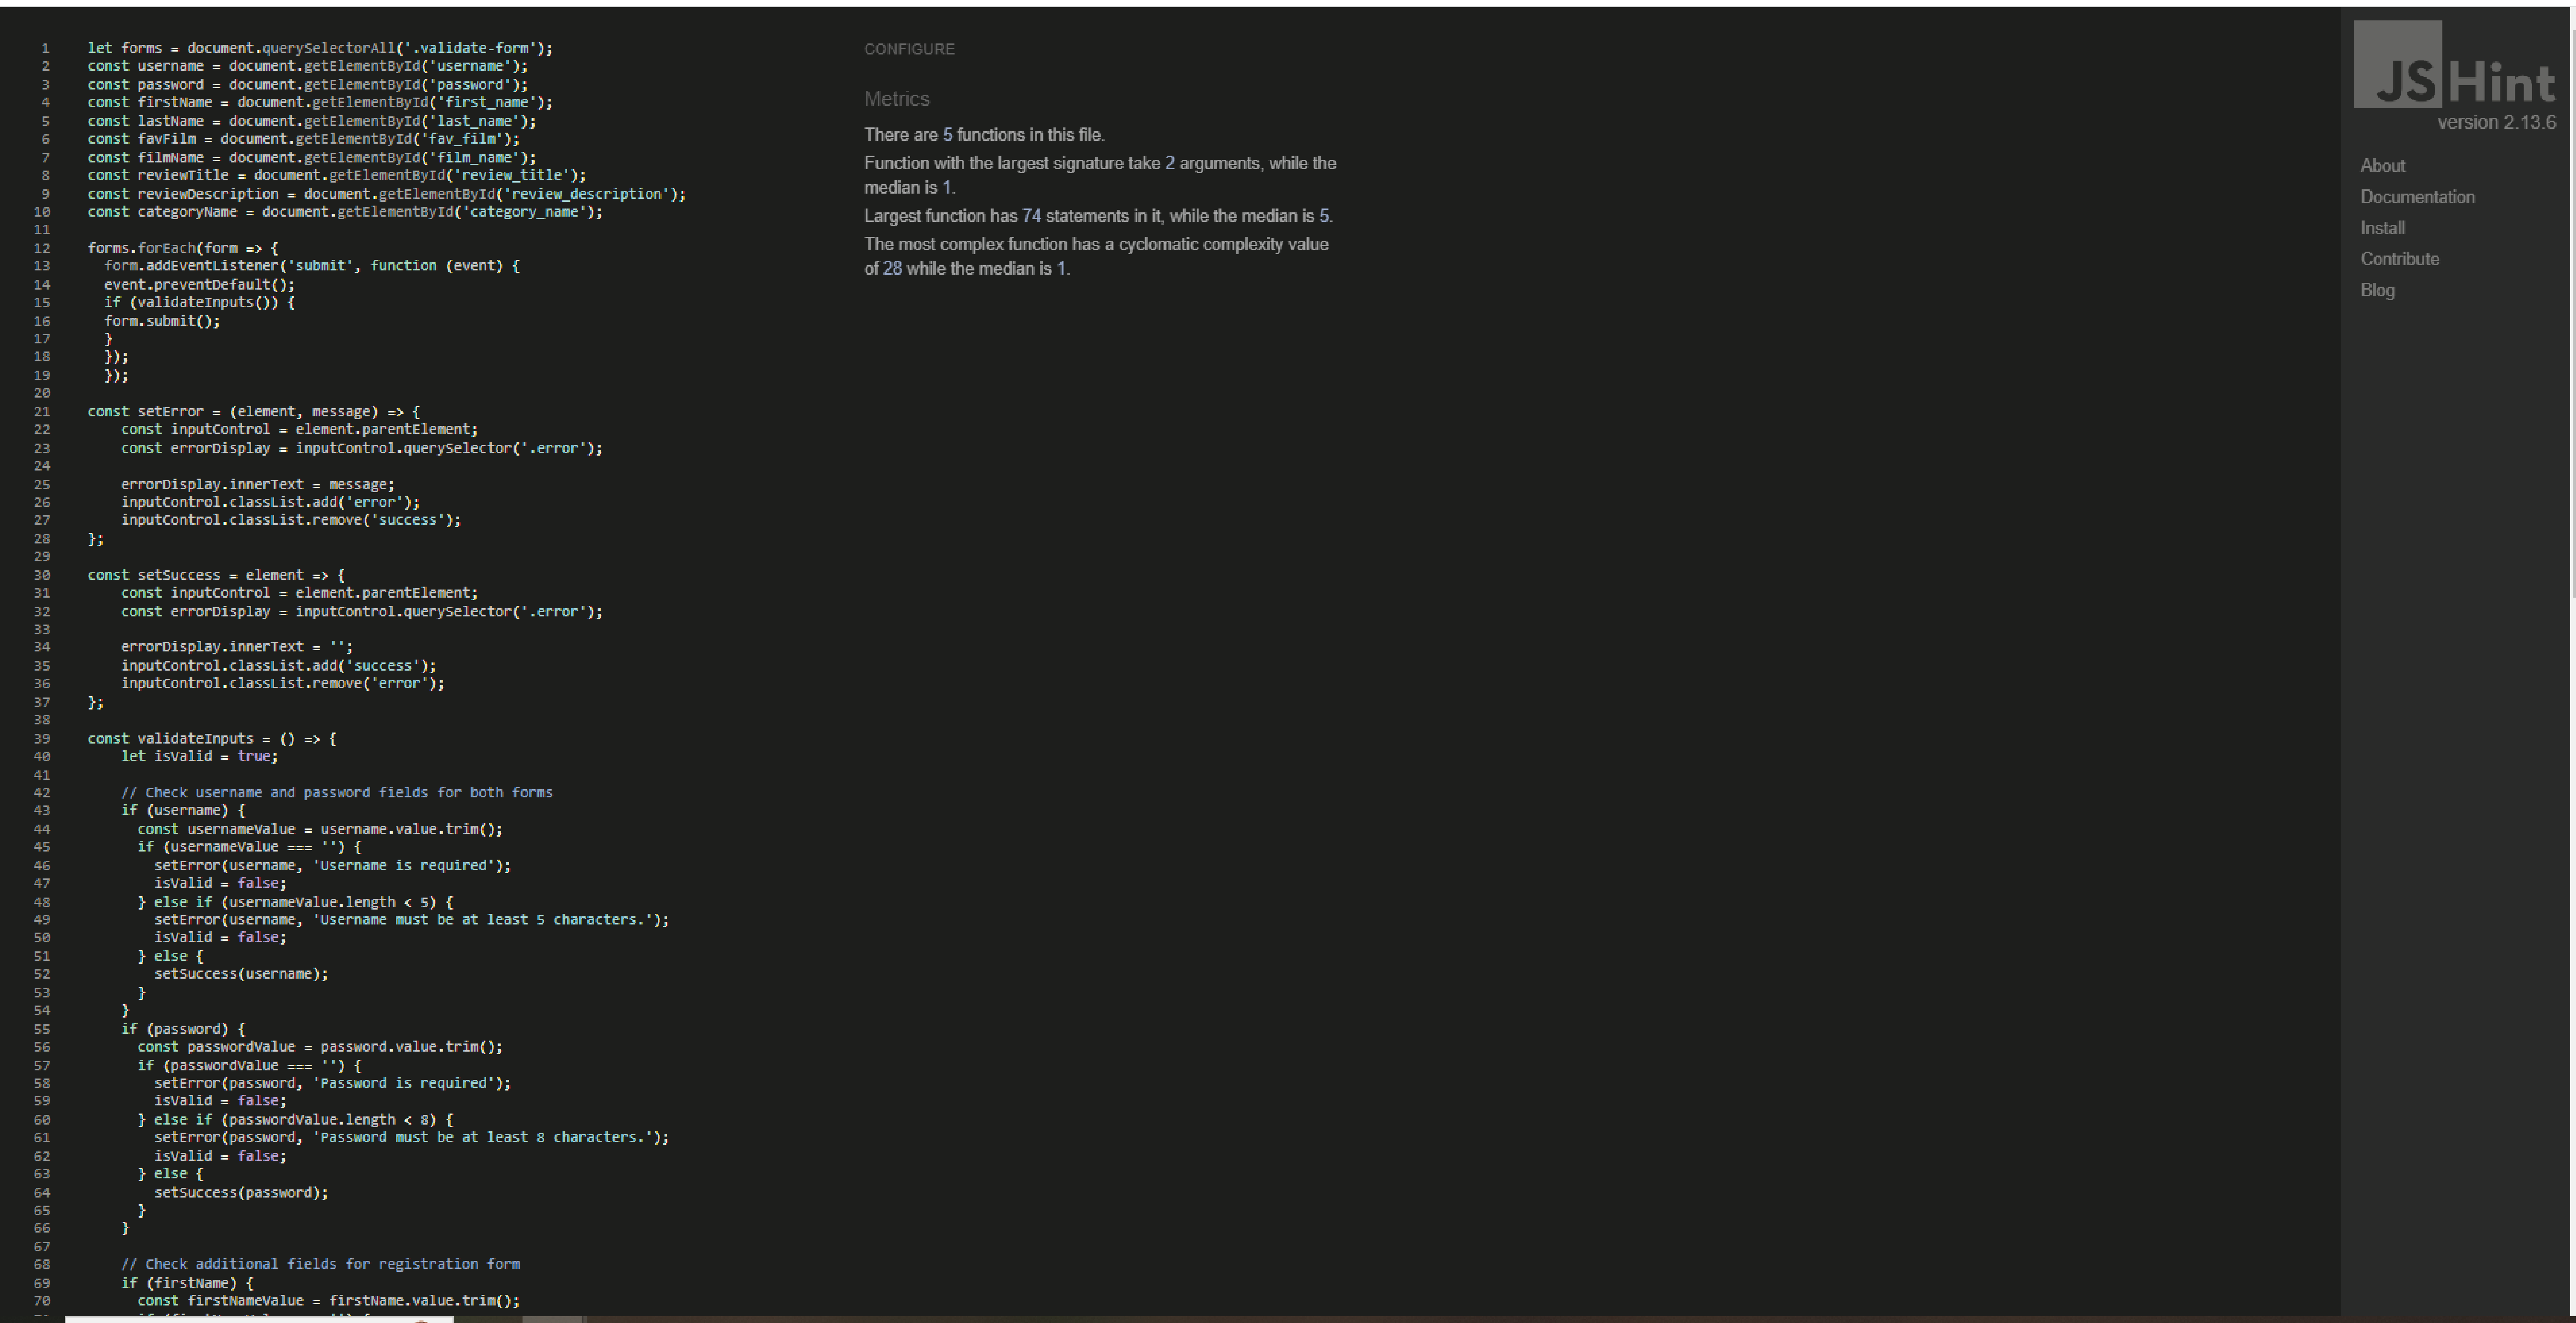 1 let forms = document.querySelectorAll('.validate-form');
2 const username = document.getElementById('username');
3 const password = document.getElementById('password');
4 const firstName = document.getElementById('first_name');
5 const lastName = document.getElementById('last_name');
6 const favFilm = document.getElementById('fav_film');
7 const filmName = document.getElementById('film_name');
8 const reviewTitle = document.getElementById('review_title');
9 const reviewDescription = document.getElementById('review_description');
10 const categoryName = document.getElementById('category_name');
11
12 forms.forEach(form => {
13 form.addEventListener('submit', function (event) {
14 event.preventDefault();
15 if (validateInputs()) {
16 form.submit();
17 }
18 });
19 });
20
21 const setError = (element, message) => {
22 const inputControl = element.parentElement;
23 const errorDisplay = inputControl.querySelector('.error');
24
25 errorDisplay.innerText = message;
26 inputControl.classList.add('error');
27 inputControl.classList.remove('success');
28 };
29
30 const setSuccess = element => {
31 const inputControl = element.parentElement;
32 const errorDisplay = inputControl.querySelector('.error');
33
34 errorDisplay.innerText = '';
35 inputControl.classList.add('success');
36 inputControl.classList.remove('error');
37 };
38
39 const validateInputs = () => {
40 let isValid = true;
41
42 // Check username and password fields for both forms
43 if (username) {
44 const usernameValue = username.value.trim();
45 if (usernameValue === '') {
46 setError(username, 'Username is required');
47 isValid = false;
48 } else if (usernameValue.length < 5) {
49 setError(username, 'Username must be at least 5 characters.');
50 isValid = false;
51 } else {
52 setSuccess(username);
53 }
54 }
55 if (password) {
56 const passwordValue = password.value.trim();
57 if (passwordValue === '') {
58 setError(password, 'Password is required');
59 isValid = false;
60 } else if (passwordValue.length < 8) {
61 setError(password, 'Password must be at least 8 characters.');
62 isValid = false;
63 } else {
64 setSuccess(password);
65 }
66 }
67
68 // Check additional fields for registration form
69 if (firstName) {
70 const firstNameValue = firstName.value.trim();
CONFIGURE
Metrics
There are 5 functions in this file.
Function with the largest signature take 2 arguments, while the
median is 1.
Largest function has 74 statements in it, while the median is 5.
The most complex function has a cyclomatic complexity value
of 28 while the median is 1.
JSHint
version 2.13.6
About
Documentation
Install
Contribute
Blog